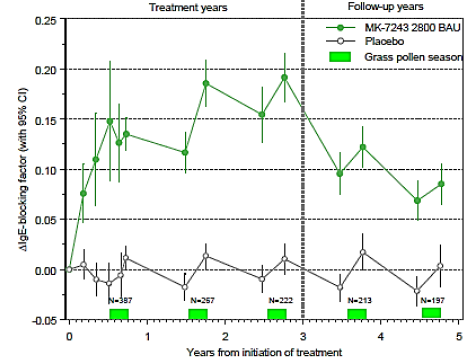 Treatment years Follow-up years
MK-7243 2800 BAU
Placebo
Grass pollen season
ΔIgE-blocking factor (with 95% CI)
0.25
0.20
0.15
0.10
0.05
0.00
-0.05
N=387 N=267 N=222 N=213 N=197
0 1 2 3 4 5
Years from initiation of treatment